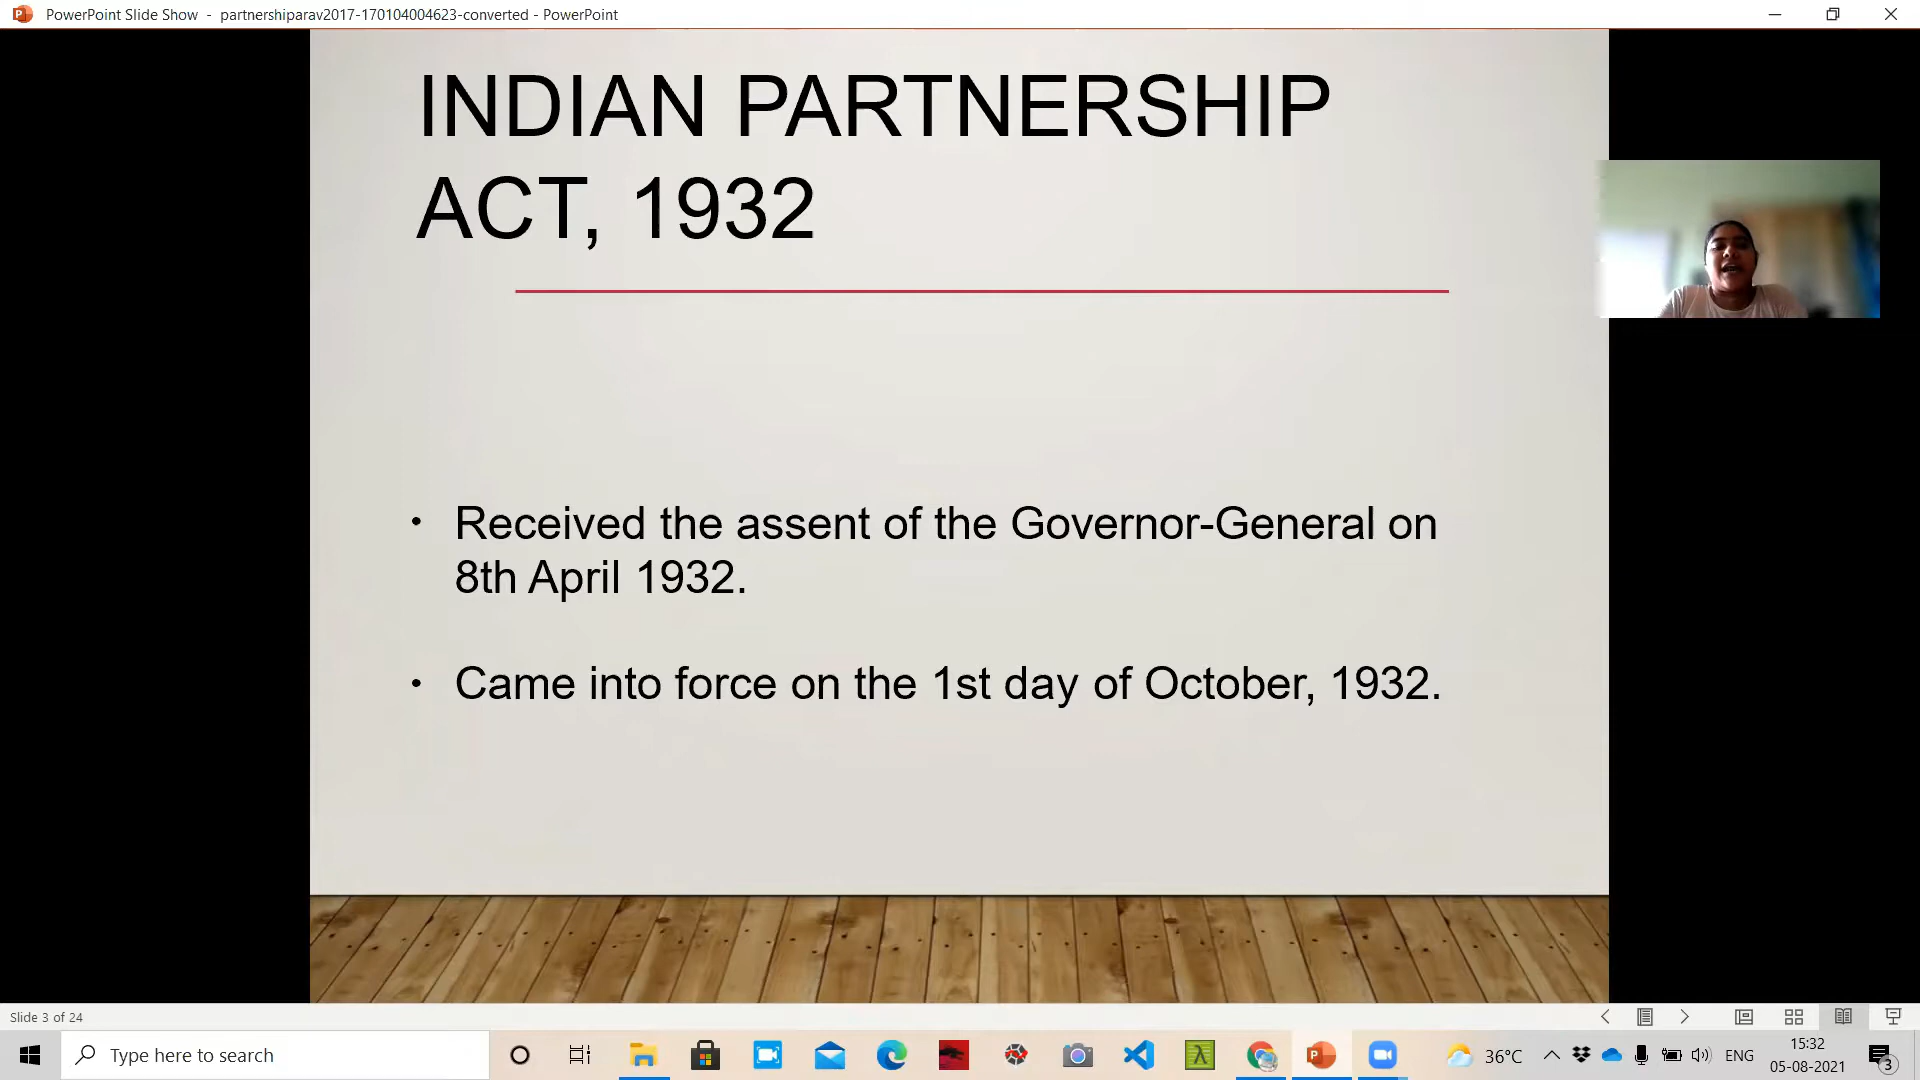 PowerPoint Slide Show - partnershiparav2017-170104004623-converted - PowerPoint
INDIAN PARTNERSHIP
ACT, 1932
• Received the assent of the Governor-General on
8th April 1932.
• Came into force on the 1st day of October, 1932.
Slide 3 of 24
Type here to search
36°C
ENG
15:32
05-08-2021
3